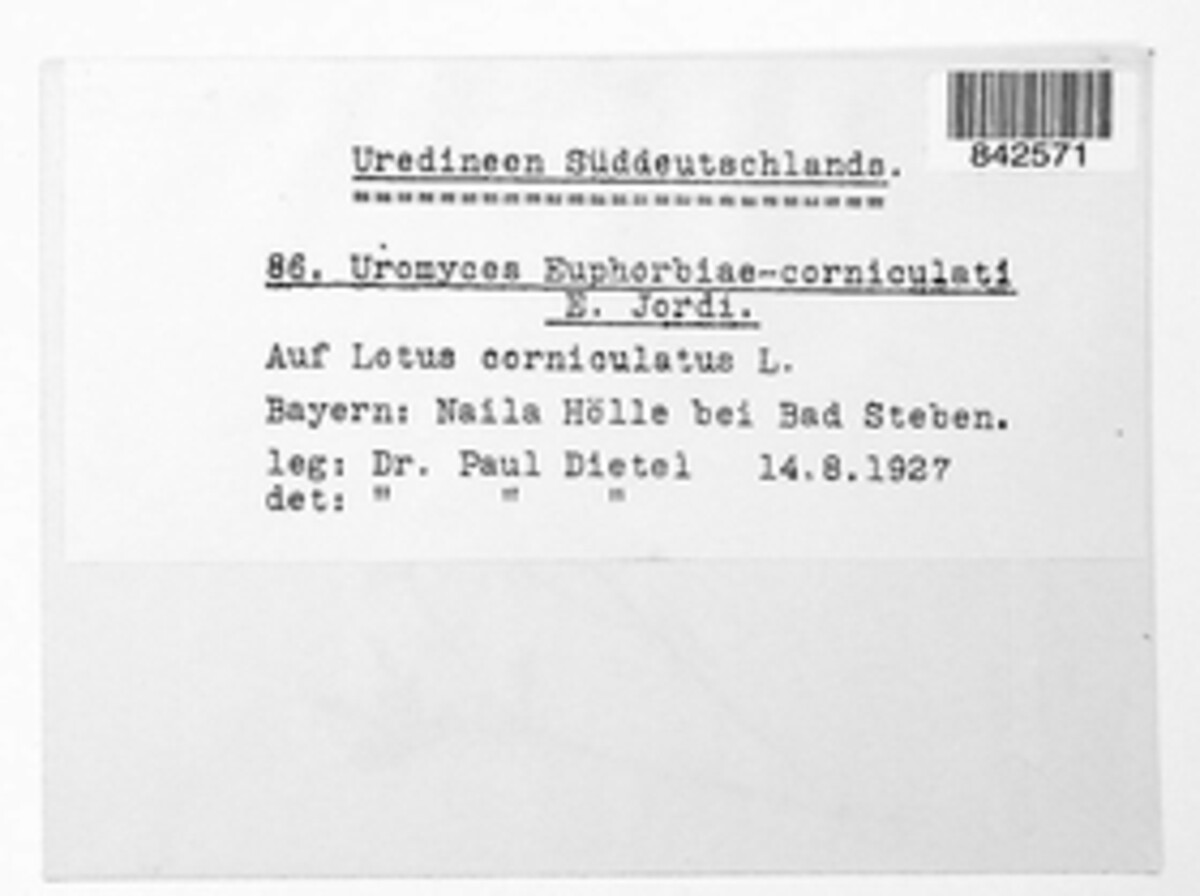 842571
Uredineen Süddeutschlands.
86. Uromyces Euphorbiae-corniculati
E. Jordi.
Auf Lotus corniculatus L.
Bayern: Naila Hölle bei Bad Steben.
leg: Dr. Paul Dietel 14.8.1927
det: " " "